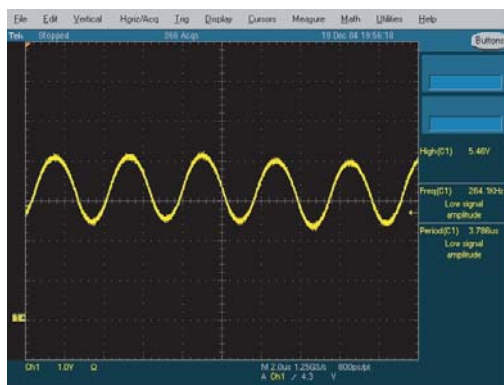 File Edit Vertical Horiz/Acq Trig Display Cursors Measure Math Utilities Help
Tek Stopped 366 Acqs 18 Dec 04 19:56:18 Buttons
High(C1) 5.48V
Freq(C1) 264.1KHz
Low signal
amplitude
Period(C1) 3.786us
Low signal
amplitude
Ch1 1.0V Ω M 2.0us 1.25GS/s 800ps/pt
A Ch1 / 4.3 V